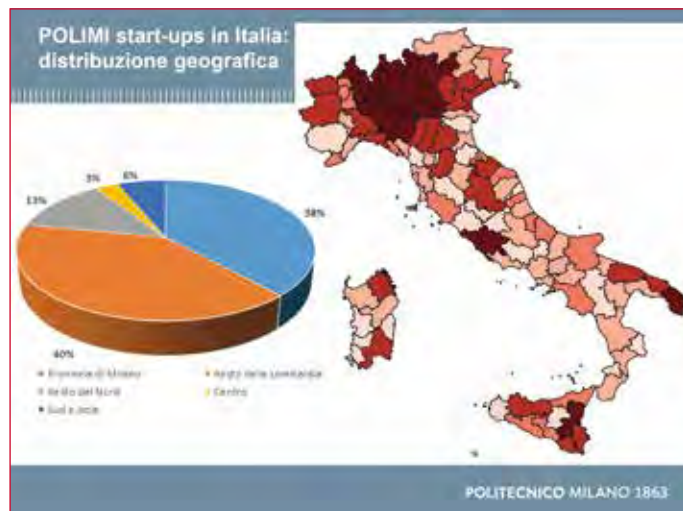 POLIMI start-ups in Italia:
distribuzione geografica
3%
6%
13%
38%
40%
Provincia di Milano
Resto della Lombardia
Resto del Nord
Centro
Sud e Isole
POLITECNICO MILANO 1863